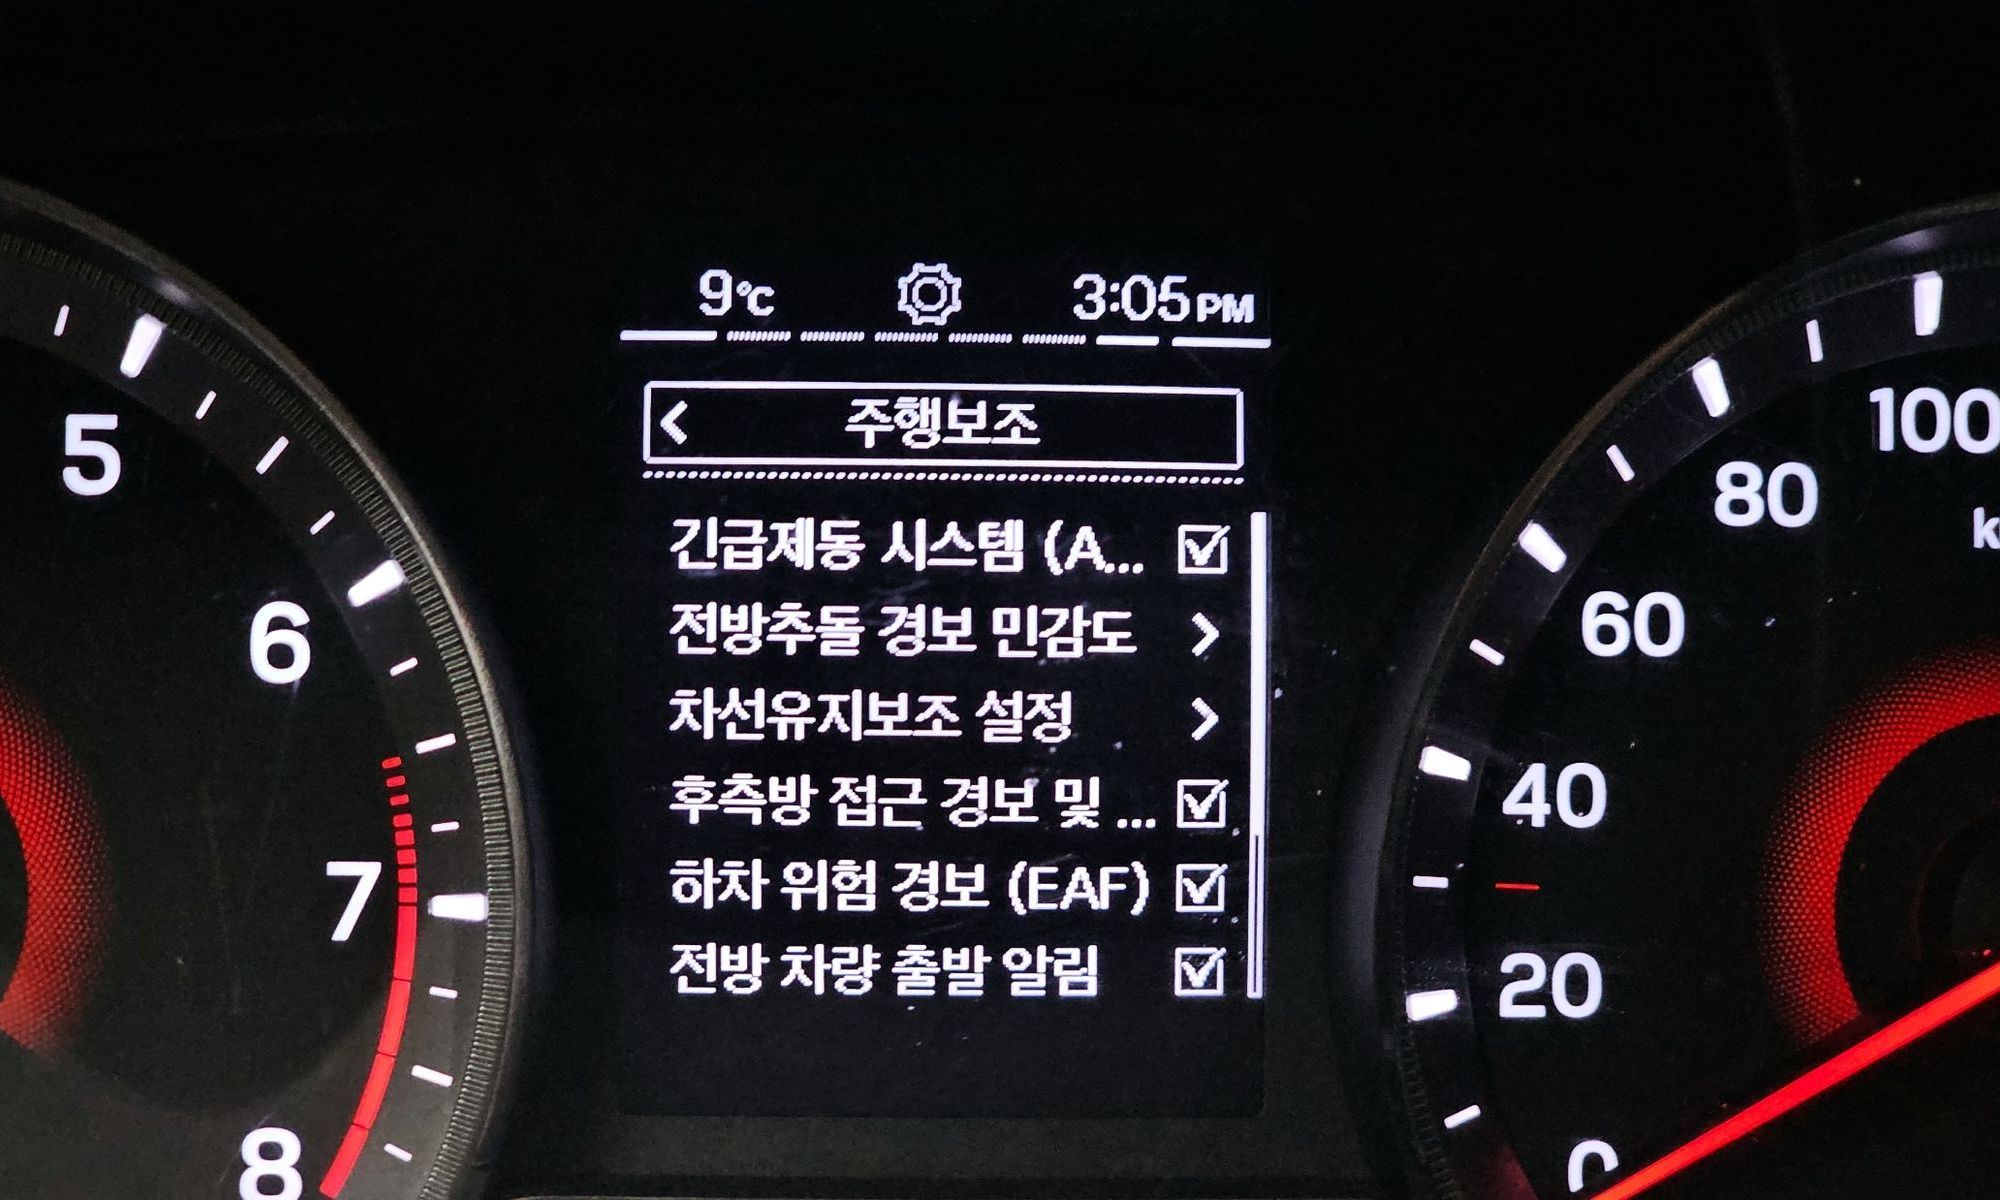 9℃ 3:05PM
주행보조
긴급제동 시스템 (A...
전방추돌 경보 민감도
차선유지보조 설정
후측방 접근 경보 및 ...
하차 위험 경보 (EAF)
전방 차량 출발 알림
5
6
7
8
100
80
k
60
40
20
0